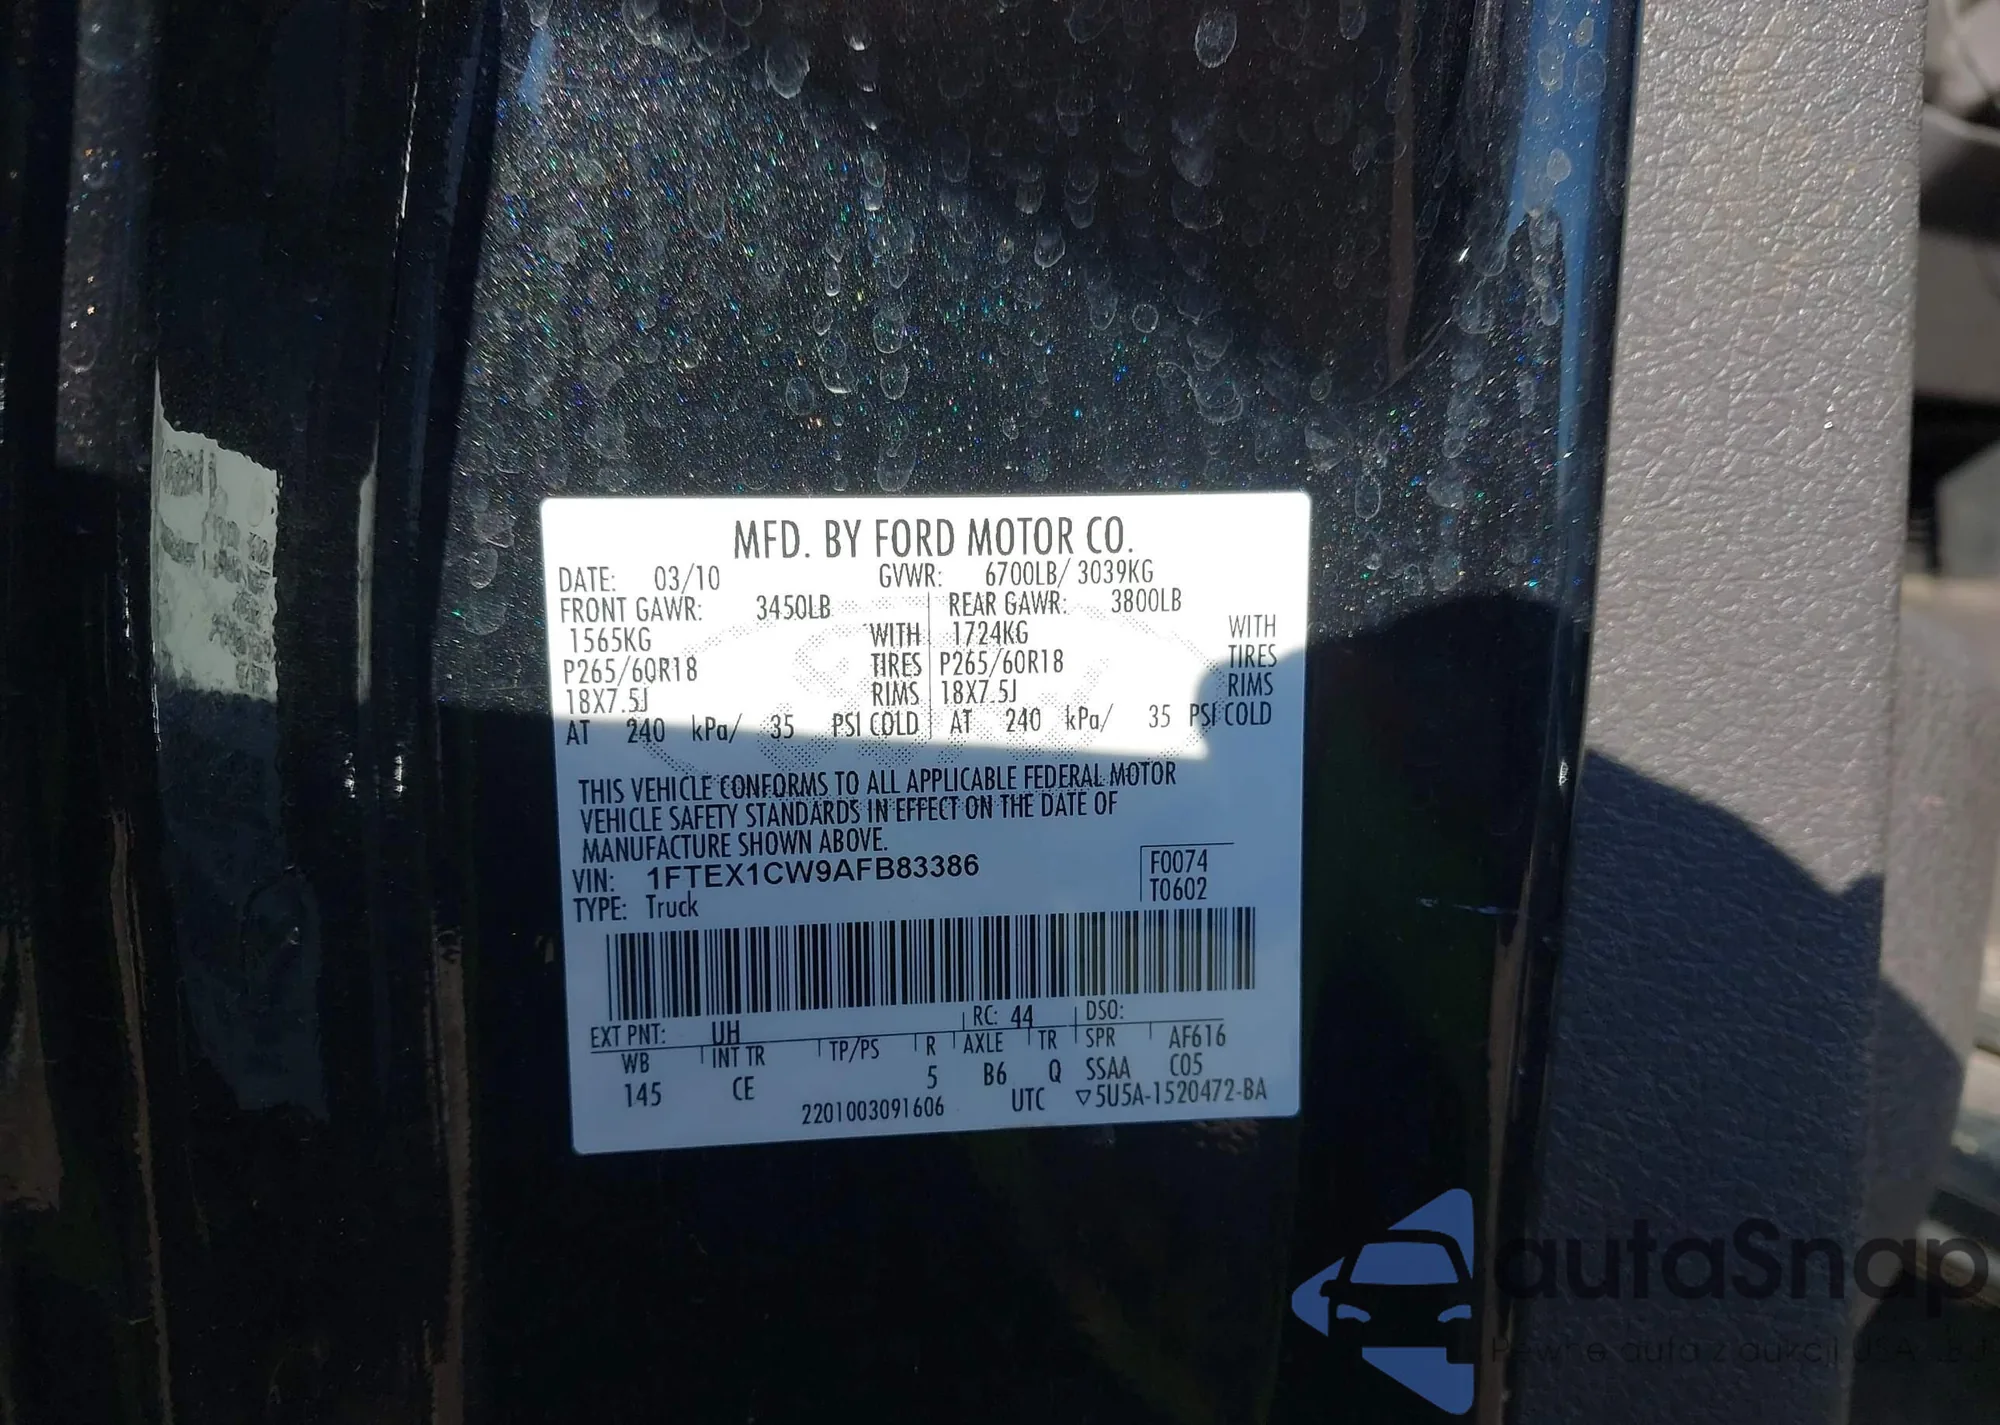 MFD. BY FORD MOTOR CO.
DATE: 03/10 GVWR: 6700LB/ 3039KG
FRONT GAWR: 3450LB REAR GAWR: 3800LB
1565KG WITH 1724KG WITH
P265/60R18 TIRES P265/60R18 TIRES
18X7.5J RIMS 18X7.5J RIMS
AT 240 kPa/ 35 PSI COLD AT 240 kPa/ 35 PSI COLD
THIS VEHICLE CONFORMS TO ALL APPLICABLE FEDERAL MOTOR
VEHICLE SAFETY STANDARDS IN EFFECT ON THE DATE OF
MANUFACTURE SHOWN ABOVE.
VIN: 1FTEX1CW9AFB83386 F0074
TYPE: Truck T0602
EXT PNT: UH RC: 44 DSO:
WB INT TR TP/PS R AXLE TR SPR AF616
145 CE 5 B6 Q SSAA C05
2201003091606 UTC ▽5U5A-1520472-BA
autaSnap
Pewne auta z aukcji